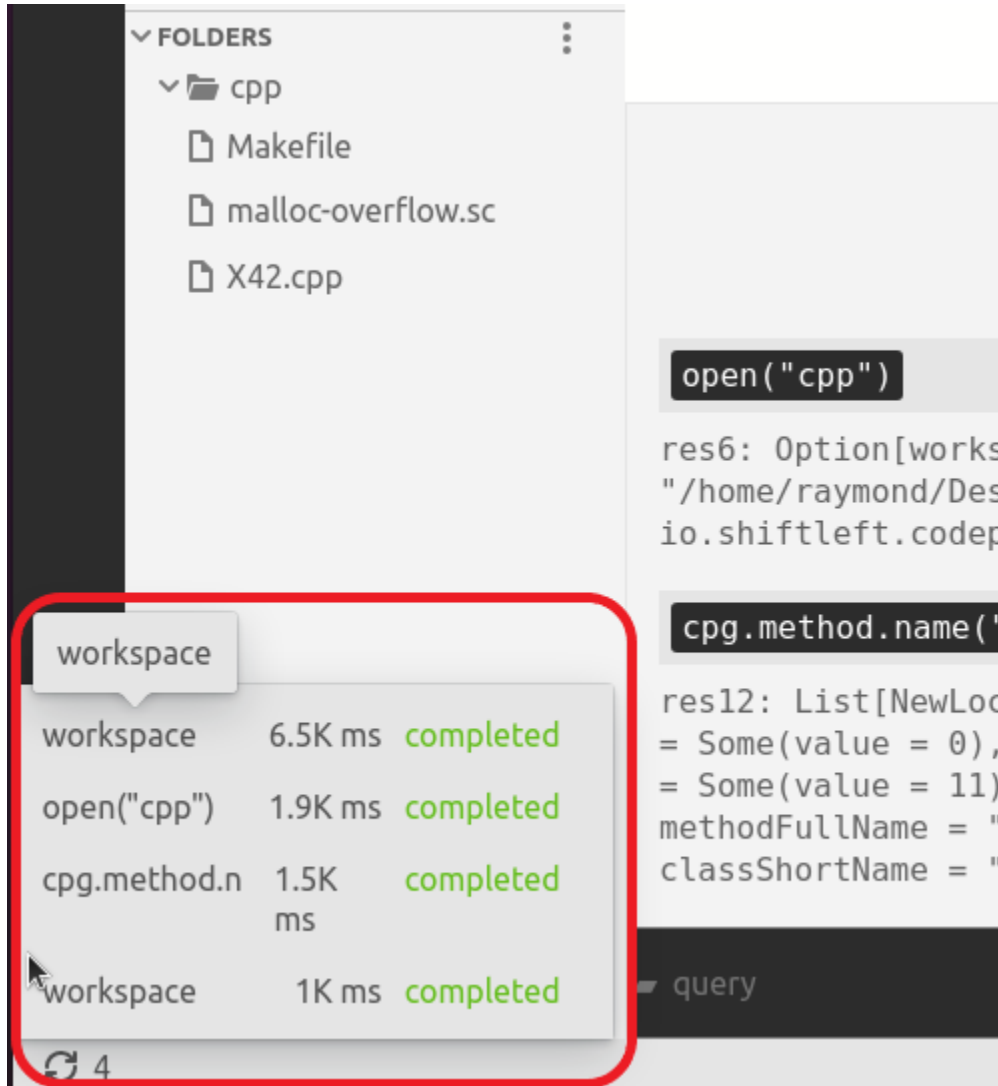 FOLDERS
cpp
Makefile
malloc-overflow.sc
X42.cpp
open("cpp")
res6: Option[works
"/home/raymond/Des
io.shiftleft.codep
cpg.method.name("
res12: List[NewLoc
= Some(value = 0),
= Some(value = 11)
methodFullName = "
classShortName = "
query
workspace
workspace 6.5K ms completed
open("cpp") 1.9K ms completed
cpg.method.n 1.5K ms completed
workspace 1K ms completed
4